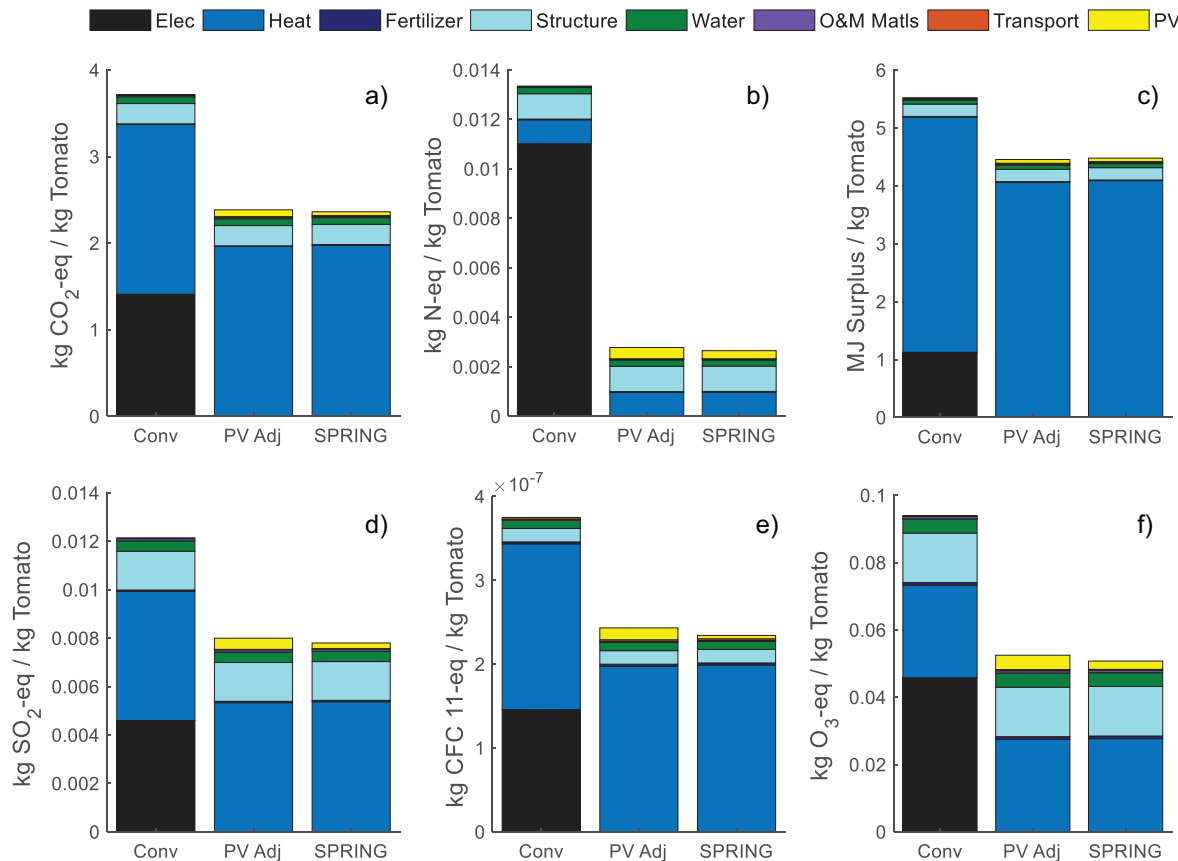 Elec Heat Fertilizer Structure Water O&M Matls Transport PV
a)
kg CO2-eq / kg Tomato
4
3
2
1
0
Conv PV Adj SPRING
b)
kg N-eq / kg Tomato
0.014
0.012
0.01
0.008
0.006
0.004
0.002
0
Conv PV Adj SPRING
c)
MJ Surplus / kg Tomato
6
5
4
3
2
1
0
Conv PV Adj SPRING
d)
kg SO2-eq / kg Tomato
0.014
0.012
0.01
0.008
0.006
0.004
0.002
0
Conv PV Adj SPRING
e)
kg CFC 11-eq / kg Tomato
×10-7
4
3
2
1
0
Conv PV Adj SPRING
f)
kg O3-eq / kg Tomato
0.1
0.08
0.06
0.04
0.02
0
Conv PV Adj SPRING